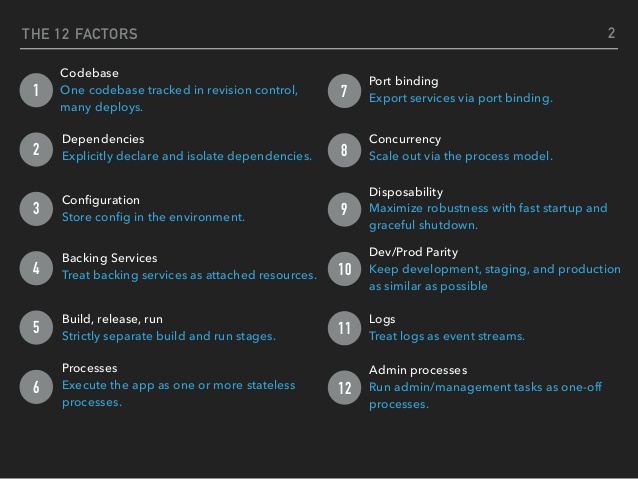 THE 12 FACTORS
2
1
Codebase
One codebase tracked in revision control,
many deploys.
2
Dependencies
Explicitly declare and isolate dependencies.
3
Configuration
Store config in the environment.
4
Backing Services
Treat backing services as attached resources.
5
Build, release, run
Strictly separate build and run stages.
6
Processes
Execute the app as one or more stateless
processes.
7
Port binding
Export services via port binding.
8
Concurrency
Scale out via the process model.
9
Disposability
Maximize robustness with fast startup and
graceful shutdown.
10
Dev/Prod Parity
Keep development, staging, and production
as similar as possible
11
Logs
Treat logs as event streams.
12
Admin processes
Run admin/management tasks as one-off
processes.